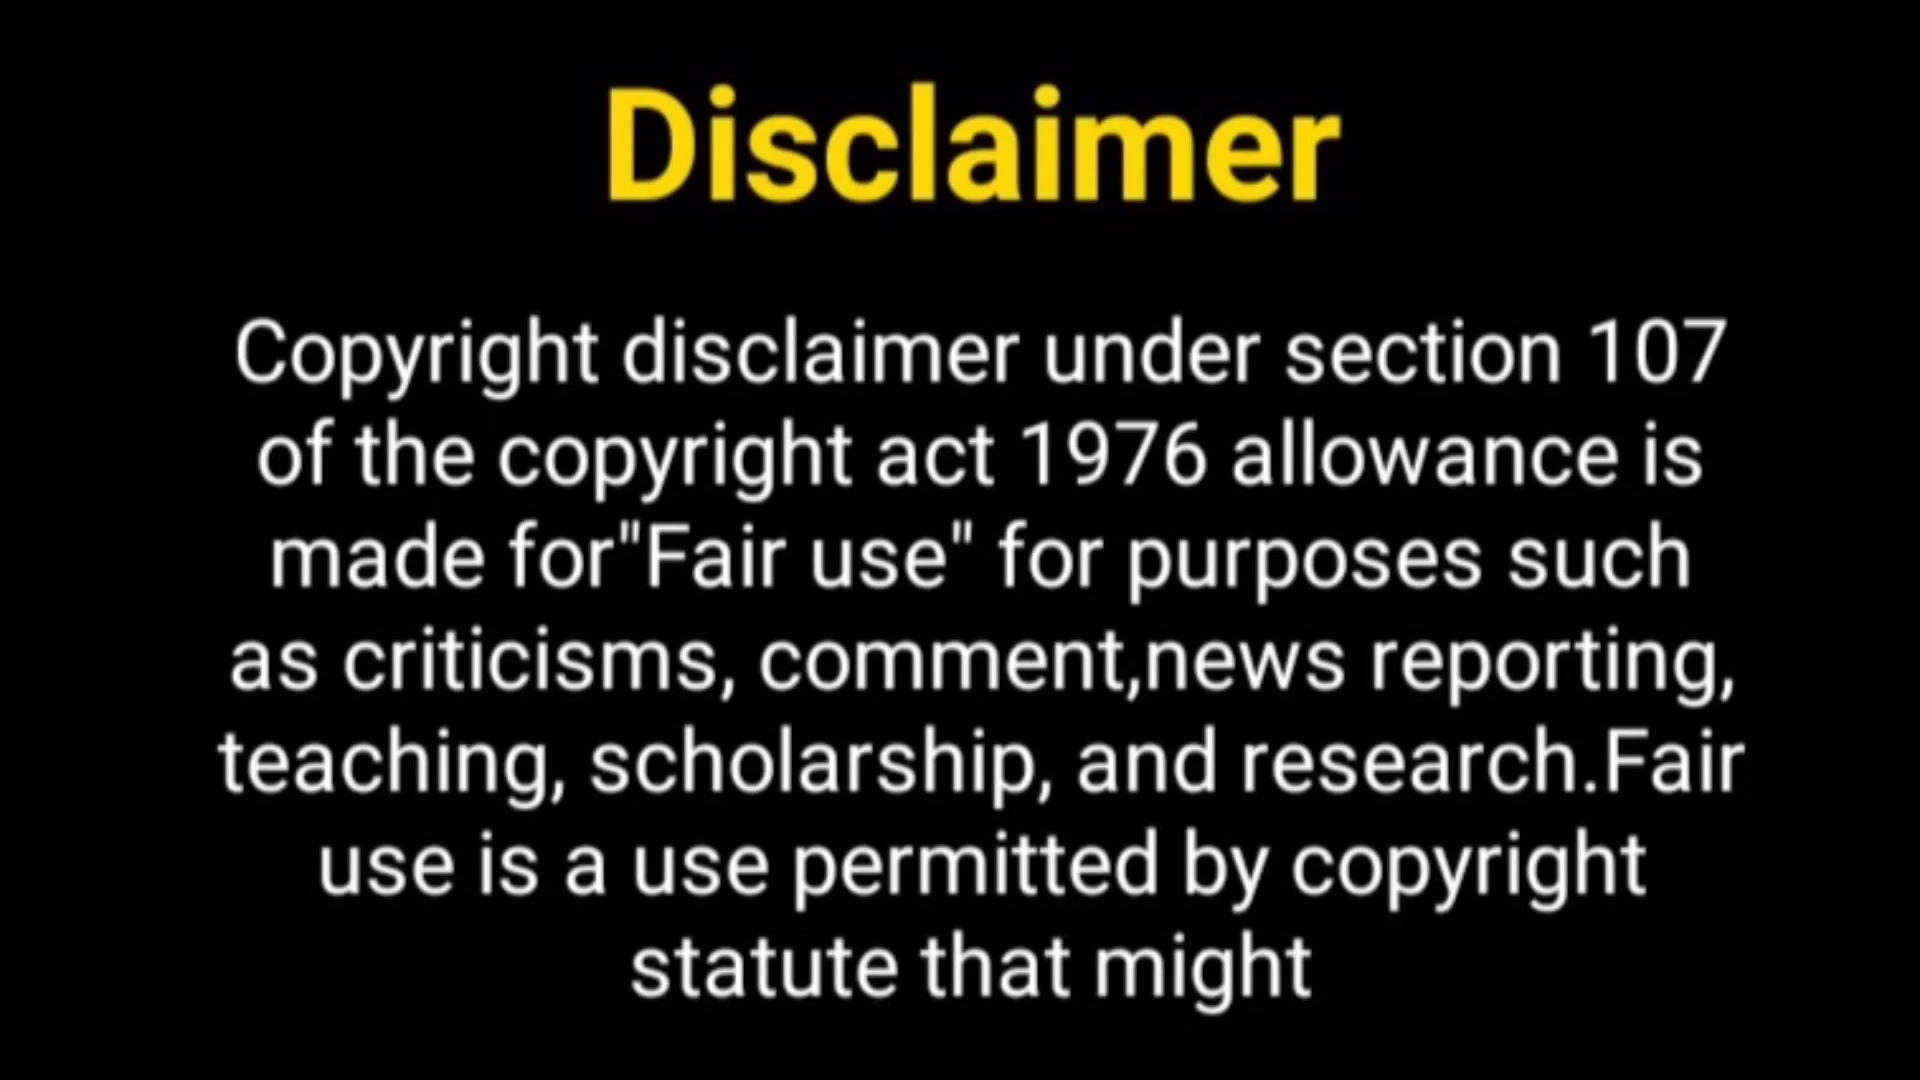 Disclaimer
Copyright disclaimer under section 107
of the copyright act 1976 allowance is
made for"Fair use" for purposes such
as criticisms, comment,news reporting,
teaching, scholarship, and research.Fair
use is a use permitted by copyright
statute that might